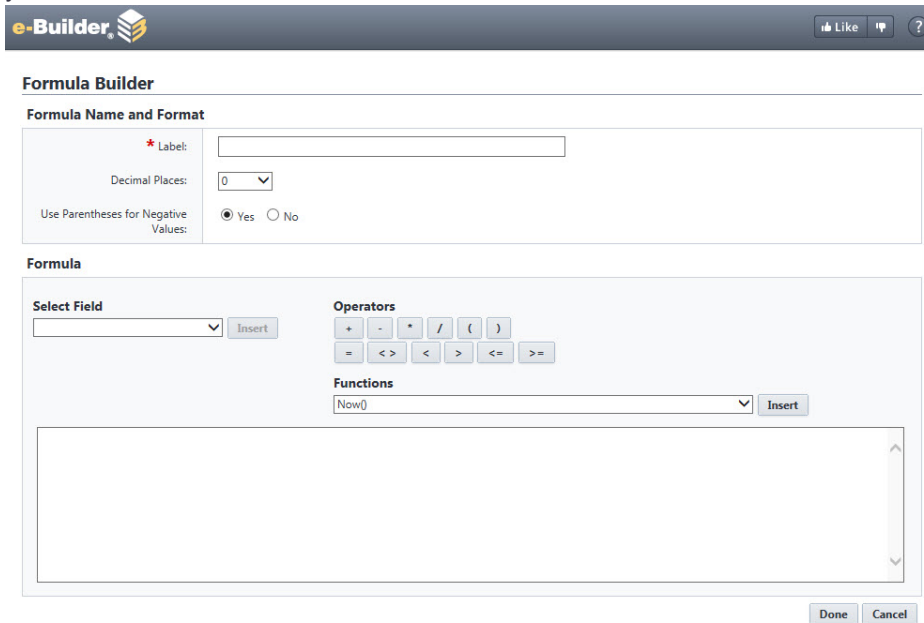 e-Builder®
Like
?
Formula Builder
Formula Name and Format
* Label:
Decimal Places:
0
Use Parentheses for Negative
Values:
Yes No
Formula
Select Field
Insert
Operators
+ - * / ( )
= < > < > <= >=
Functions
Now()
Insert
Done Cancel